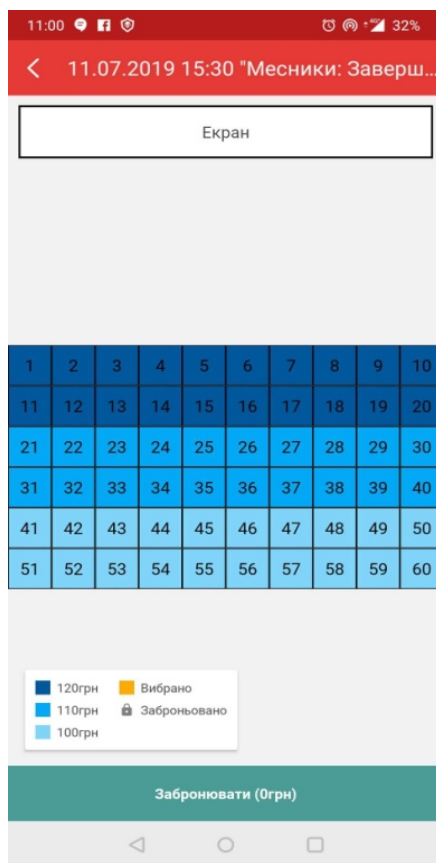 11:00 32%
11.07.2019 15:30 "Месники: Заверш...
Екран
1 2 3 4 5 6 7 8 9 10
11 12 13 14 15 16 17 18 19 20
21 22 23 24 25 26 27 28 29 30
31 32 33 34 35 36 37 38 39 40
41 42 43 44 45 46 47 48 49 50
51 52 53 54 55 56 57 58 59 60
120грн Вибрано
110грн Заброньовано
100грн
Забронювати (0грн)